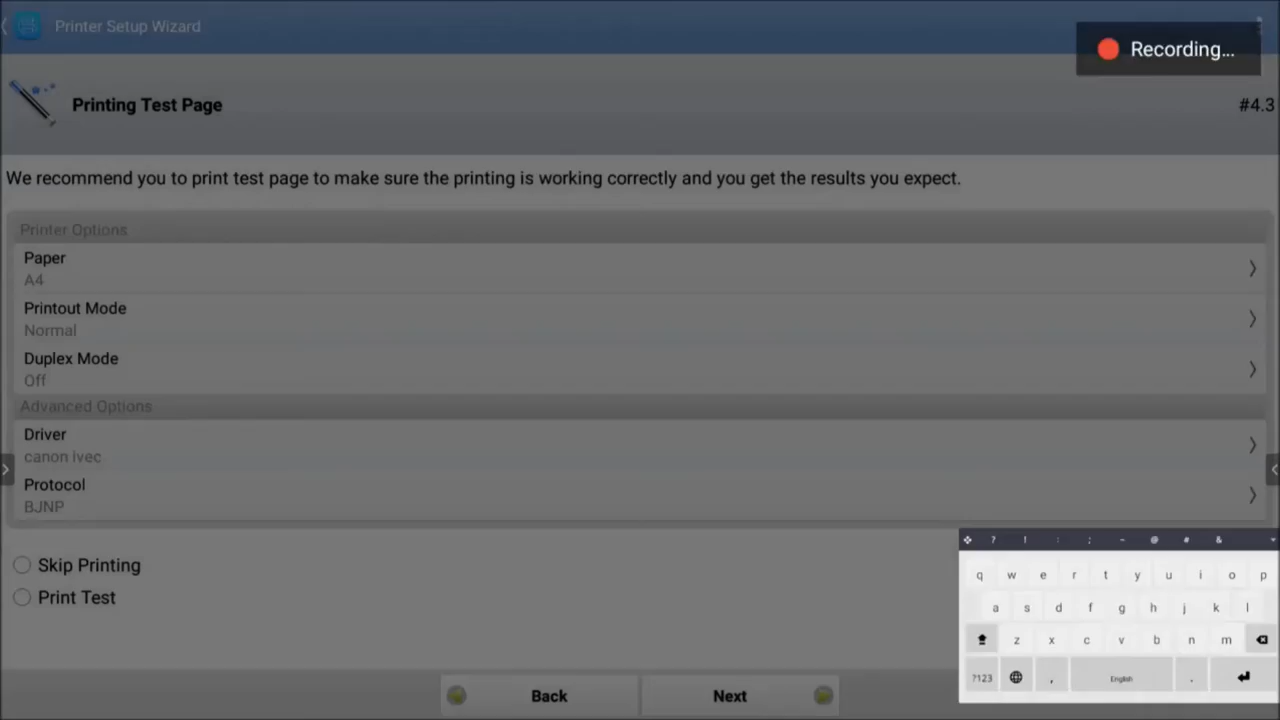 Printer Setup Wizard
Recording...
Printing Test Page
#4.3
We recommend you to print test page to make sure the printing is working correctly and you get the results you expect.
Printer Options
Paper
A4
Printout Mode
Normal
Duplex Mode
Off
Advanced Options
Driver
canon ivec
Protocol
BJNP
Skip Printing
Print Test
Back
Next
? ! : ; ~ @ # &
q w e r t y u i o p
a s d f g h j k l
z x c v b n m
?123 , English .